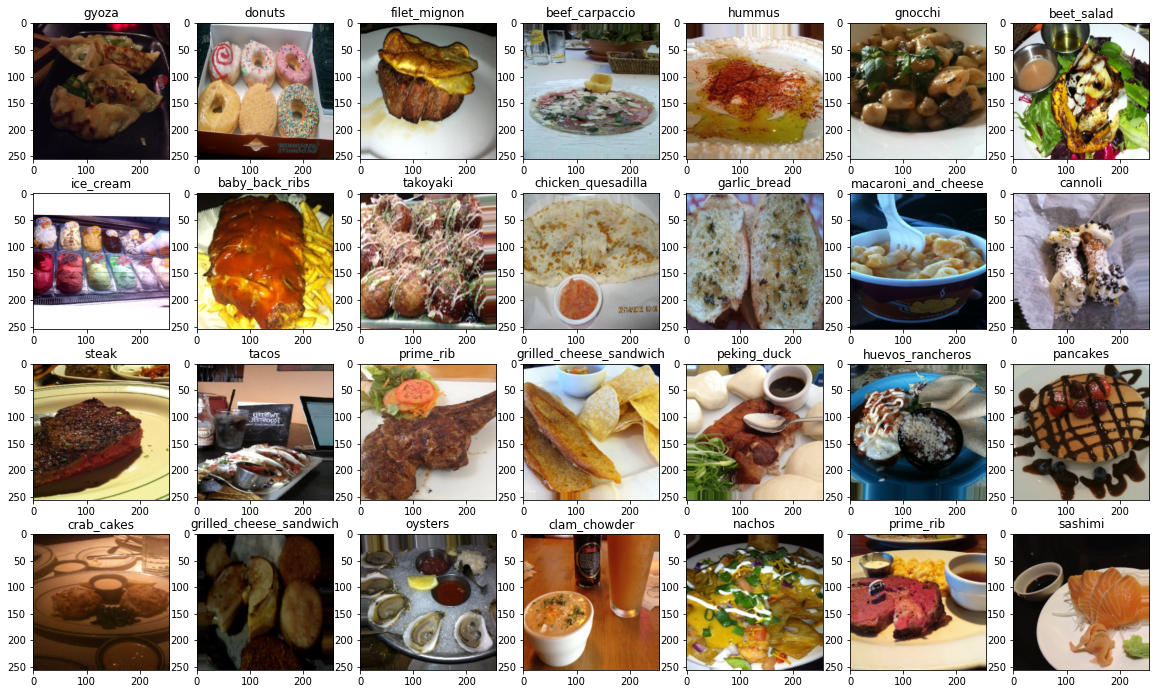 gyoza donuts filet_mignon beef_carpaccio hummus gnocchi beet_salad
0 0 0 0 0 0 0
50 50 50 50 50 50 50
100 100 100 100 100 100 100
150 150 150 150 150 150 150
200 200 200 200 200 200 200
250 250 250 250 250 250 250
0 100 200 0 100 200 0 100 200 0 100 200 0 100 200 0 100 200 0 100 200
ice_cream baby_back_ribs takoyaki chicken_quesadilla garlic_bread macaroni_and_cheese cannoli
0 0 0 0 0 0 0
50 50 50 50 50 50 50
100 100 100 100 100 100 100
150 150 150 150 150 150 150
200 200 200 200 200 200 200
250 250 250 250 250 250 250
0 100 200 0 100 200 0 100 200 0 100 200 0 100 200 0 100 200 0 100 200
steak tacos prime_rib grilled_cheese_sandwich peking_duck huevos_rancheros pancakes
0 0 0 0 0 0 0
50 50 50 50 50 50 50
100 100 100 100 100 100 100
150 150 150 150 150 150 150
200 200 200 200 200 200 200
250 250 250 250 250 250 250
0 100 200 0 100 200 0 100 200 0 100 200 0 100 200 0 100 200 0 100 200
crab_cakes grilled_cheese_sandwich oysters clam_chowder nachos prime_rib sashimi
0 0 0 0 0 0 0
50 50 50 50 50 50 50
100 100 100 100 100 100 100
150 150 150 150 150 150 150
200 200 200 200 200 200 200
250 250 250 250 250 250 250
0 100 200 0 100 200 0 100 200 0 100 200 0 100 200 0 100 200 0 100 200